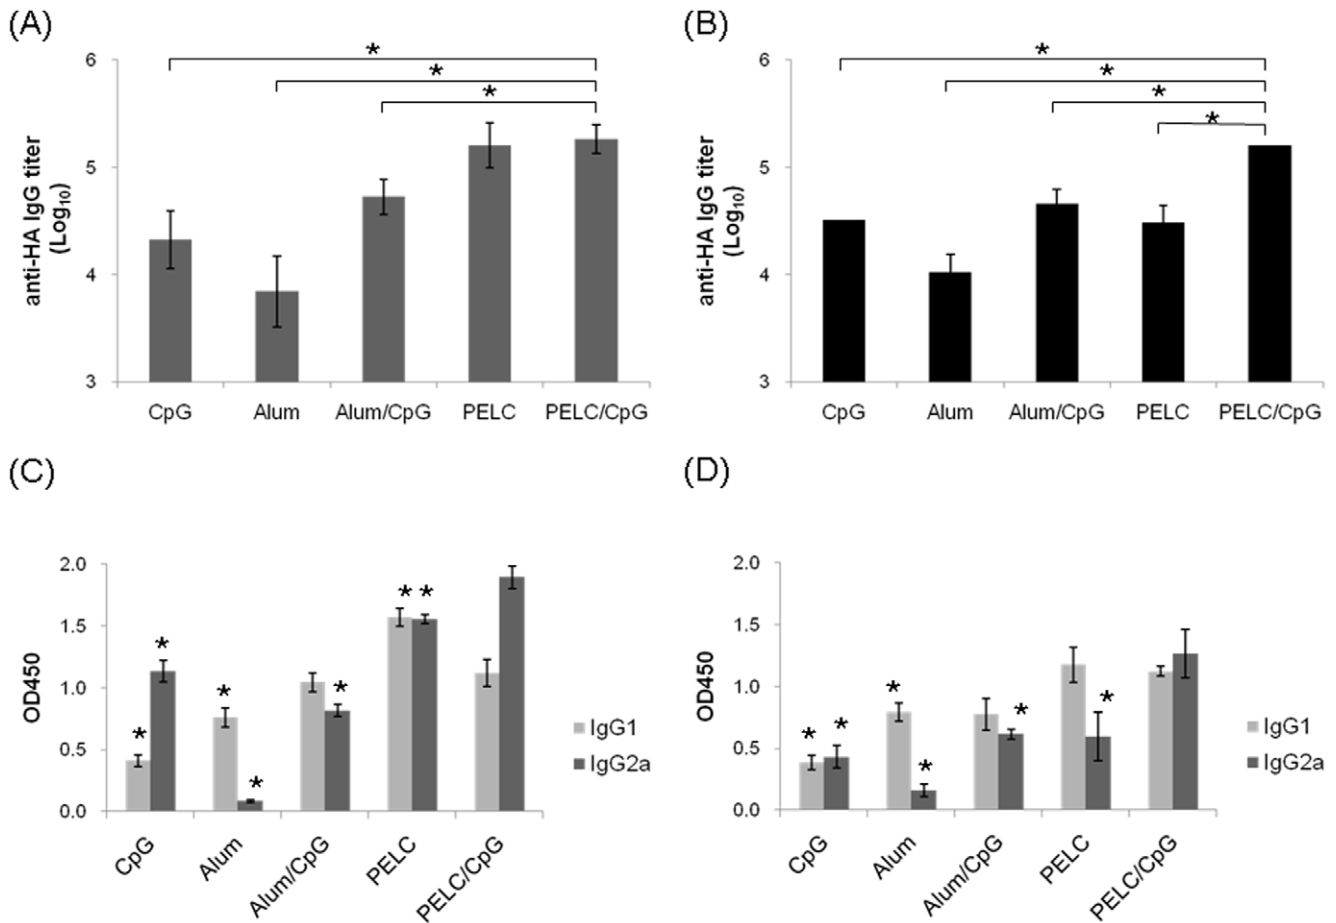 (A)
*
*
*
6
5
4
3
anti-HA IgG titer
(Log10)
CpG Alum Alum/CpG PELC PELC/CpG
(B)
*
*
*
*
6
5
4
3
anti-HA IgG titer
(Log10)
CpG Alum Alum/CpG PELC PELC/CpG
(C)
2.0
1.5
1.0
0.5
0.0
OD450
* * * * * * *
IgG1
IgG2a
CpG Alum Alum/CpG PELC PELC/CpG
(D)
2.0
1.5
1.0
0.5
0.0
OD450
* * * * * *
IgG1
IgG2a
CpG Alum Alum/CpG PELC PELC/CpG